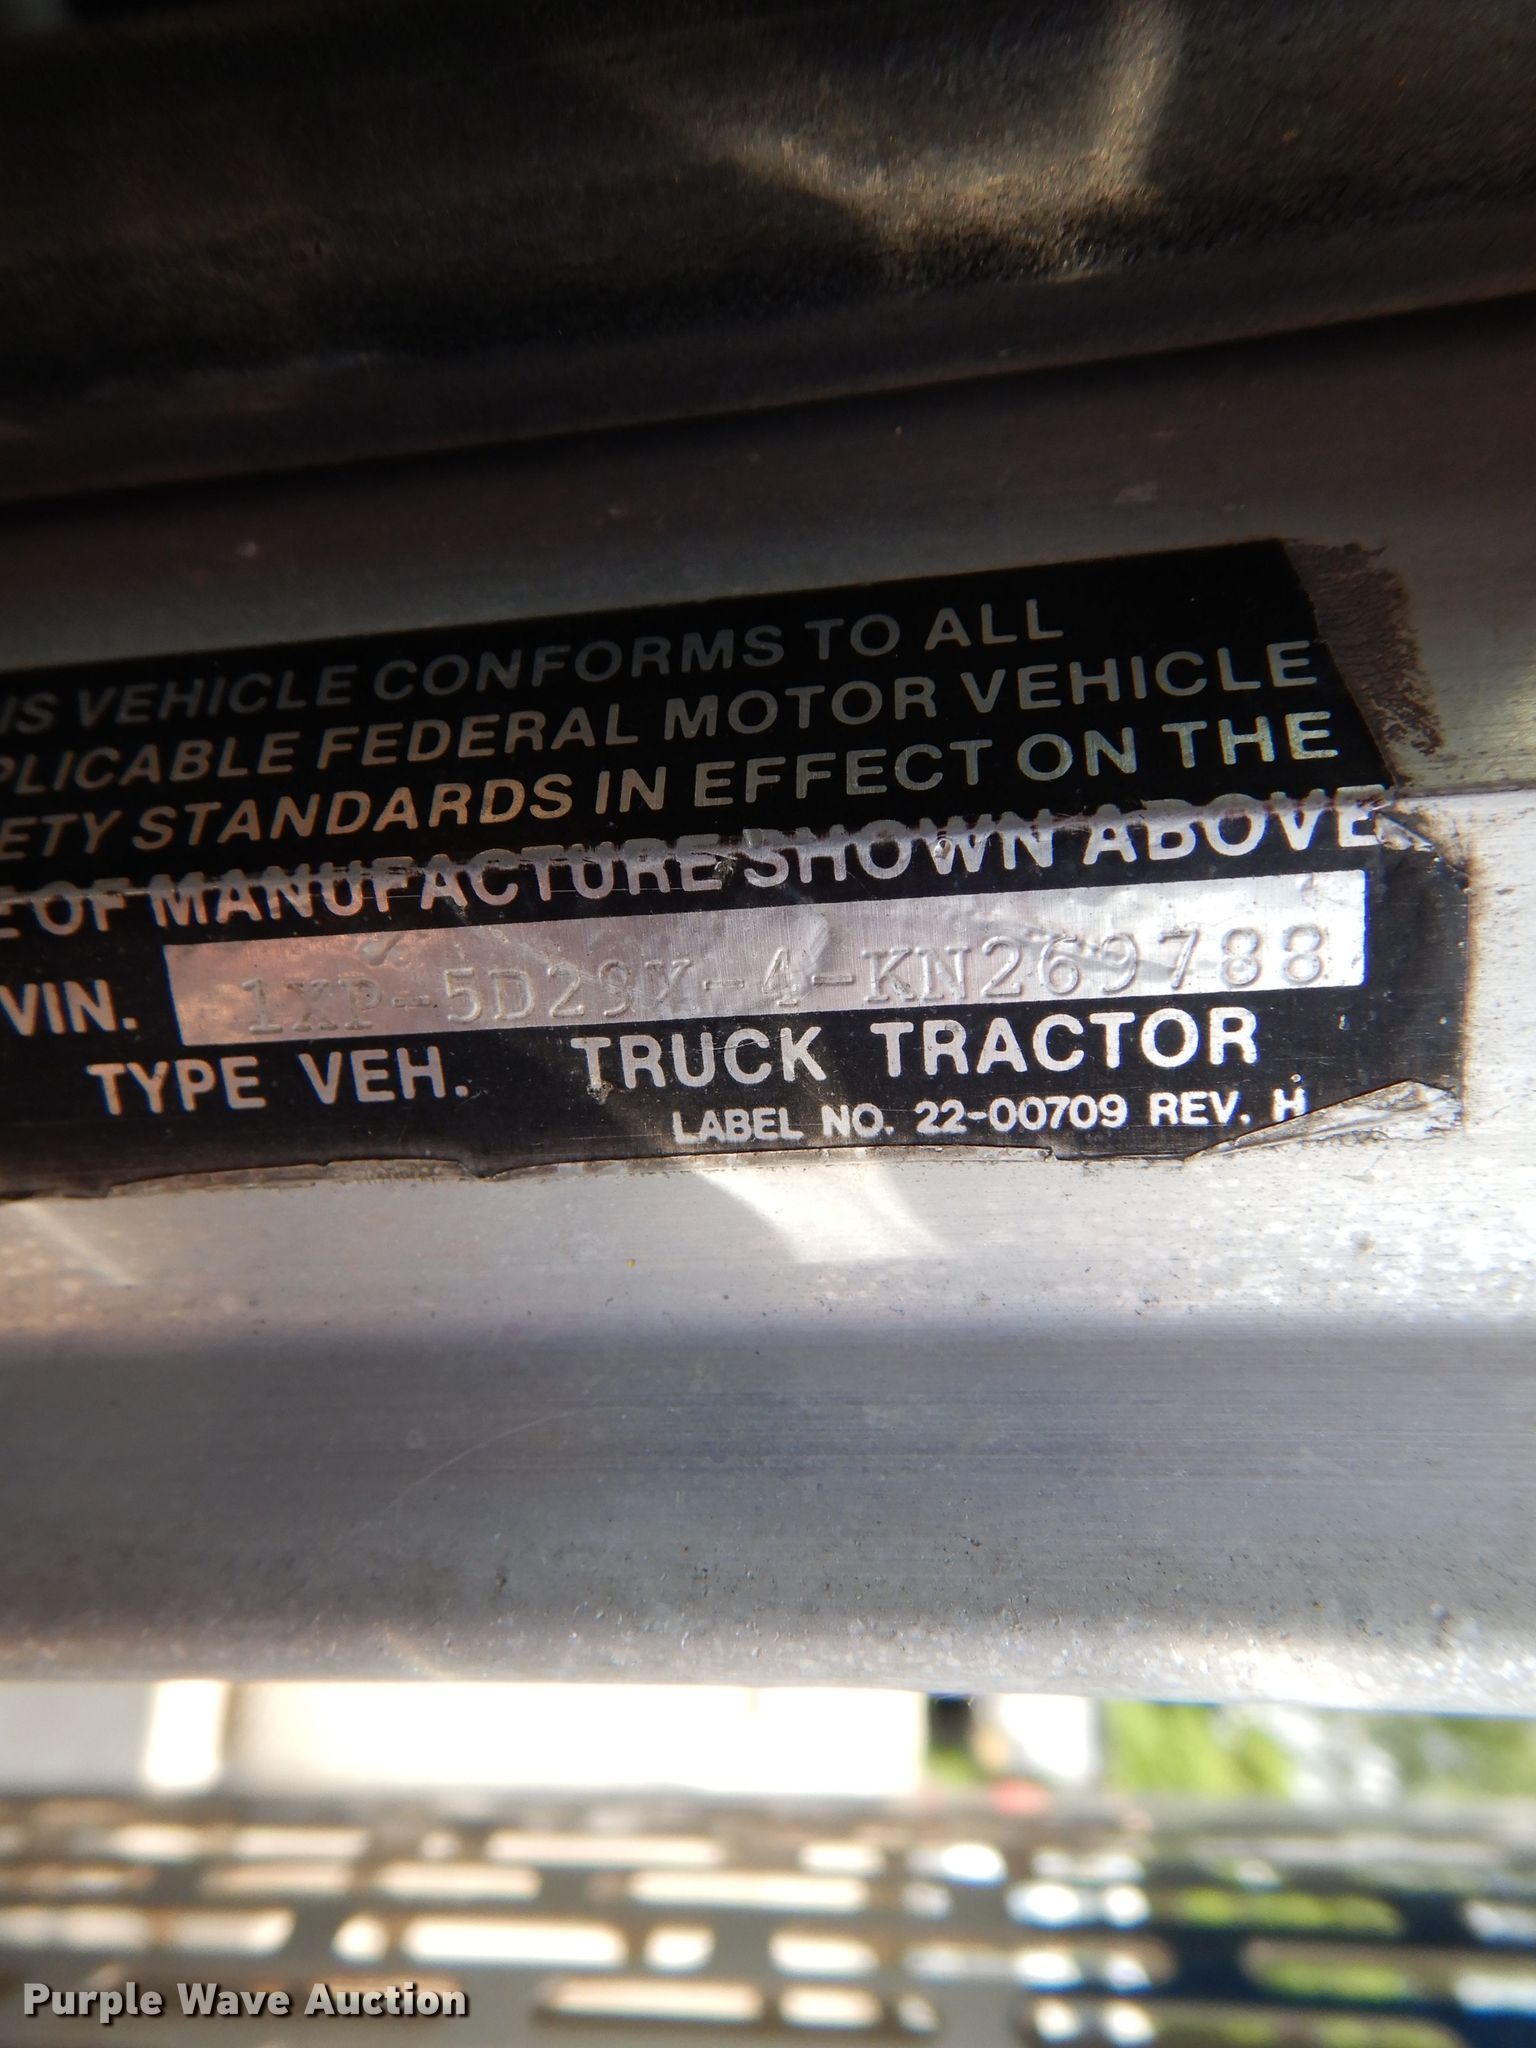 IS VEHICLE CONFORMS TO ALL
PLICABLE FEDERAL MOTOR VEHICLE
ETY STANDARDS IN EFFECT ON THE
E OF MANUFACTURE SHOWN ABOVE.
VIN. 1XP-5D29X-4-KN269788
TYPE VEH. TRUCK TRACTOR
LABEL NO. 22-00709 REV. H
Purple Wave Auction